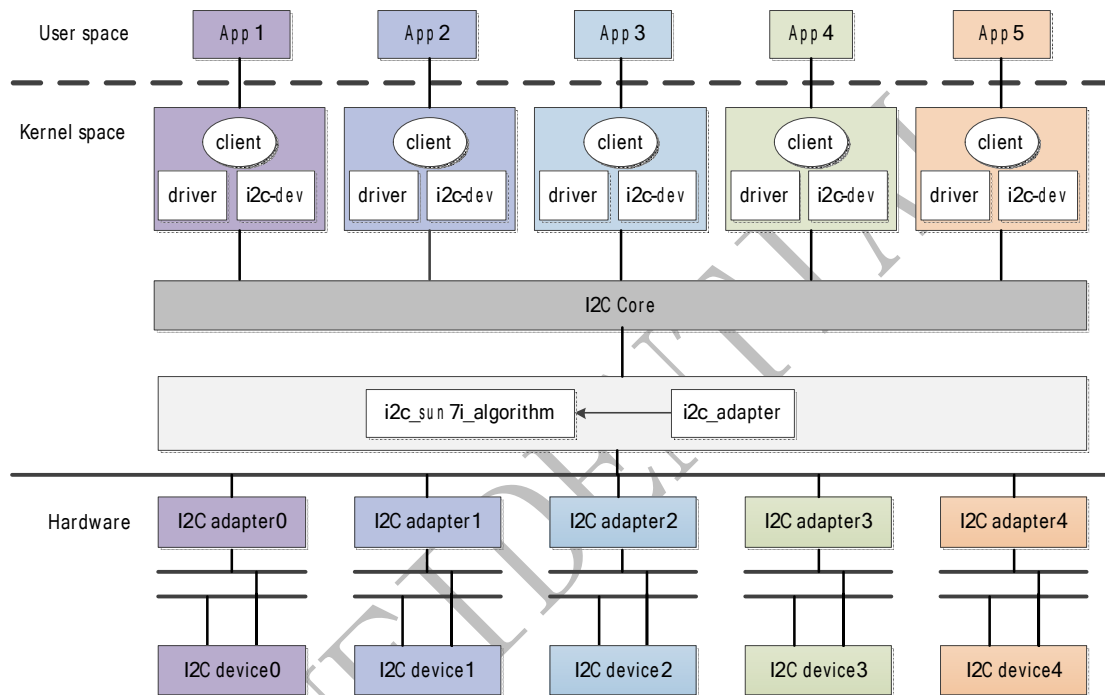 User space
App 1 App 2 App 3 App 4 App 5
Kernel space
client client client client client
driver i2c-dev driver i2c-dev driver i2c-dev driver i2c-dev driver i2c-dev
I2C Core
i2c_sun 7i_algorithm i2c_adapter
Hardware
I2C adapter0 I2C adapter1 I2C adapter2 I2C adapter3 I2C adapter4
I2C device0 I2C device1 I2C device2 I2C device3 I2C device4